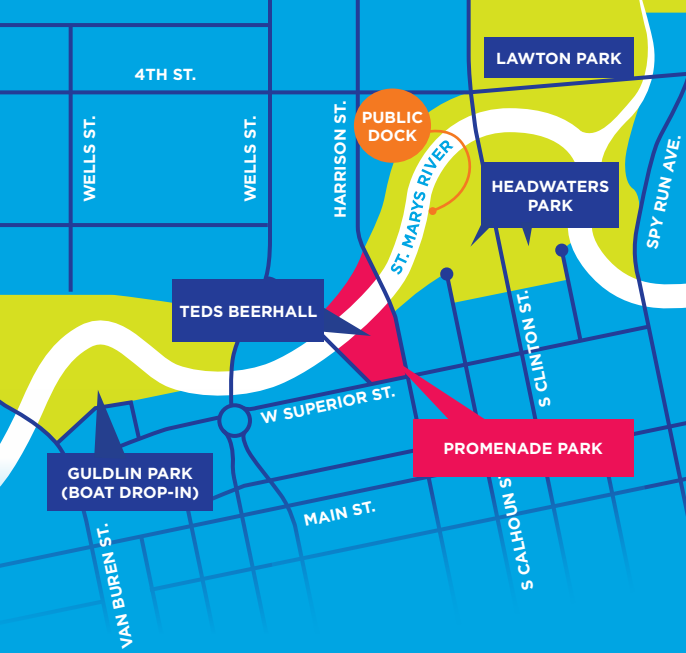 LAWTON PARK
4TH ST.
PUBLIC
DOCK
WELLS ST.
WELLS ST.
HARRISON ST.
ST. MARYS RIVER
HEADWATERS
PARK
SPY RUN AVE.
TEDS BEERHALL
S CLINTON ST.
W SUPERIOR ST.
PROMENADE PARK
GULDLIN PARK
(BOAT DROP-IN)
MAIN ST.
S CALHOUN S
VAN BUREN ST.